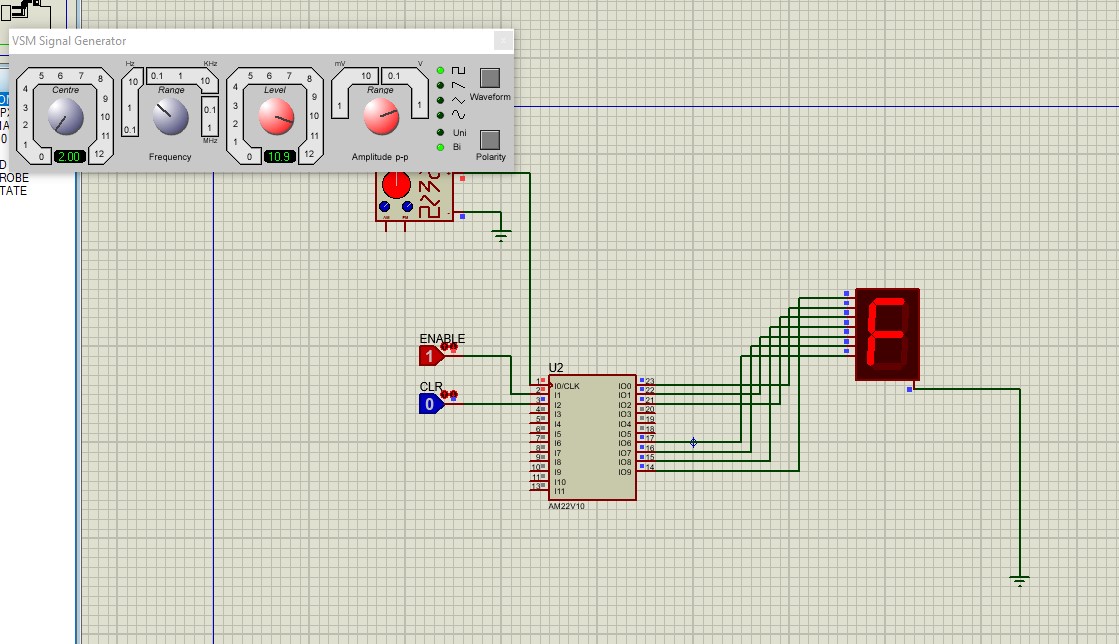 VSM Signal Generator
Hz KHz mV V
5 6 7 8 0.1 1 5 6 7 8 10 0.1
4 Centre 9 10 Range 10 4 Level 9 Range
3 10 1 0.1 3 10 1 1
2 11 0.1 1 2 11
1 12 MHz 1 12
0 2.00 0 10.9
Frequency Amplitude p-p
Waveform
Uni
Bi Polarity
ROBE
TATE
ENABLE
1
CLR
0
U2
1 I0/CLK IO0 23
2 I1 IO1 22
3 I2 IO2 21
4 I3 IO3 20
5 I4 IO4 19
6 I5 IO5 18
7 I6 IO6 17
8 I7 IO7 16
9 I8 IO8 15
10 I9 IO9 14
11 I10
13 I11
AM22V10
F